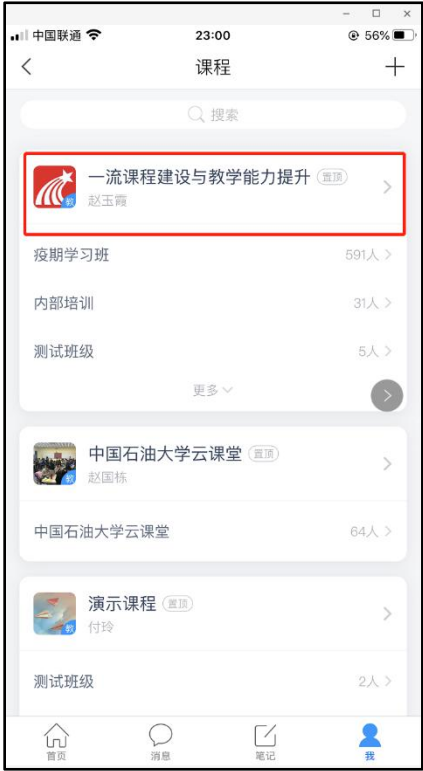 中国联通 23:00 56%
课程
搜索
一流课程建设与教学能力提升 置顶
教 赵玉霞
疫期学习班 591人
内部培训 31人
测试班级 5人
更多
中国石油大学云课堂 置顶
教 赵国栋
中国石油大学云课堂 64人
演示课程 置顶
教 付玲
测试班级 2人
首页 消息 笔记 我